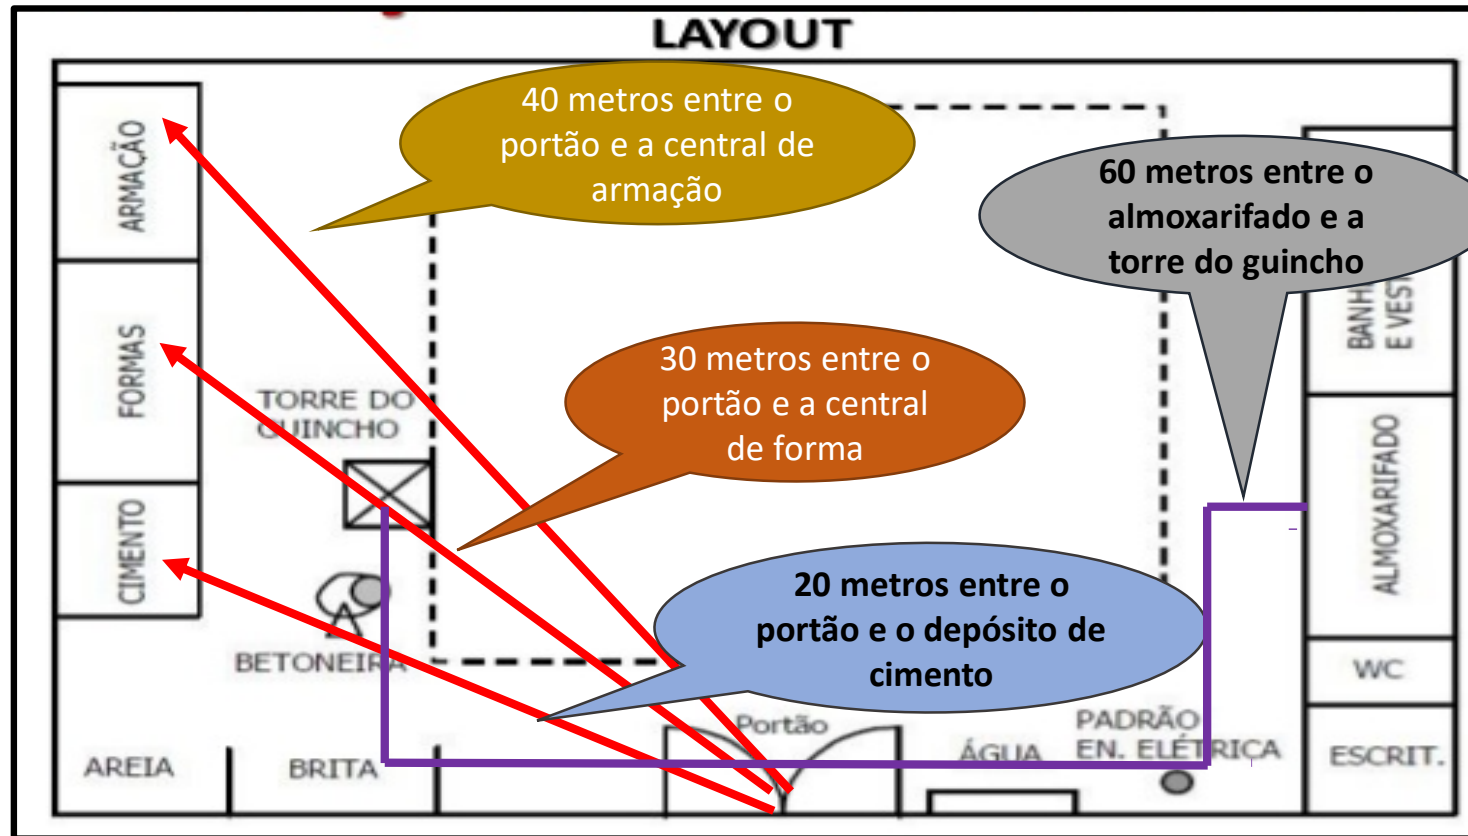 LAYOUT
40 metros entre o
portão e a central de
armação
60 metros entre o
almoxarifado e a
torre do guincho
ARMAÇÃO
BANH
E VEST
30 metros entre o
portão e a central
de forma
FORMAS
TORRE DO
GUINCHO
ALMOXARIFADO
CIMENTO
20 metros entre o
portão e o depósito de
cimento
BETONEIRA
WC
Portão
PADRÃO
EN. ELÉTRICA
ÁGUA
AREIA
BRITA
ESCRIT.